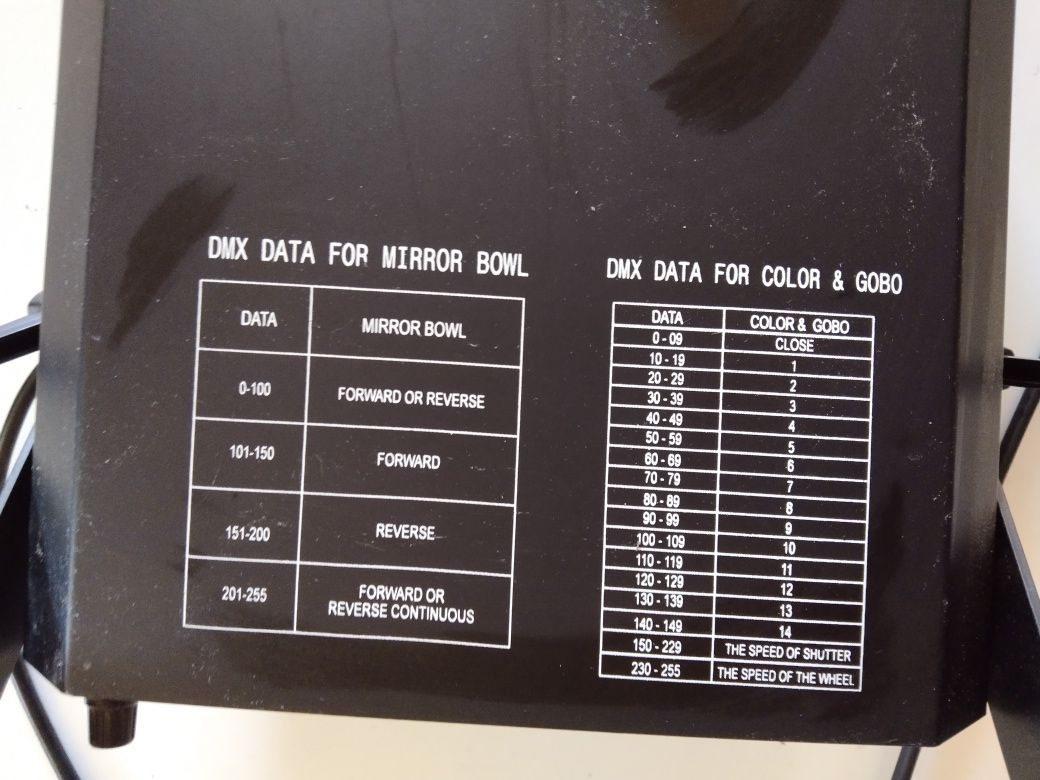 DMX DATA FOR MIRROR BOWL
DATA MIRROR BOWL
0-100 FORWARD OR REVERSE
101-150 FORWARD
151-200 REVERSE
201-255 FORWARD OR
REVERSE CONTINUOUS
DMX DATA FOR COLOR & GOBO
DATA COLOR & GOBO
0 - 09 CLOSE
10 - 19 1
20 - 29 2
30 - 39 3
40 - 49 4
50 - 59 5
60 - 69 6
70 - 79 7
80 - 89 8
90 - 99 9
100 - 109 10
110 - 119 11
120 - 129 12
130 - 139 13
140 - 149 14
150 - 229 THE SPEED OF SHUTTER
230 - 255 THE SPEED OF THE WHEEL